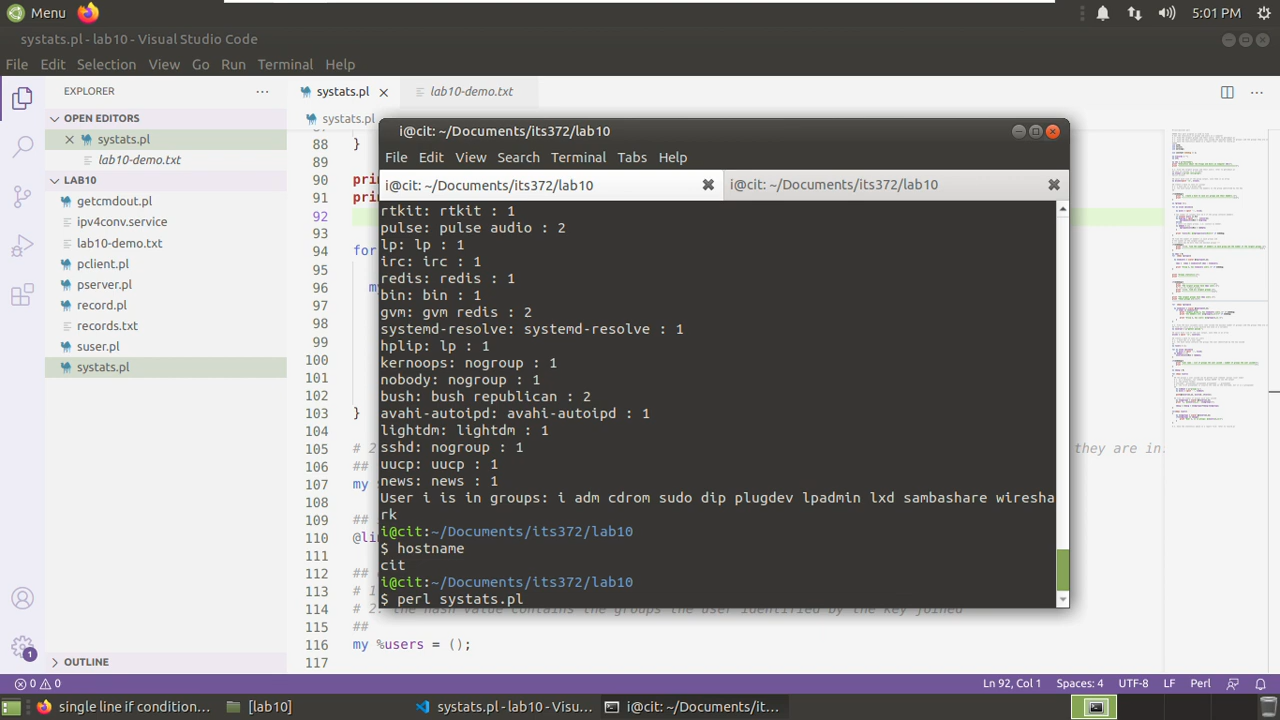 Menu
5:01 PM
systats.pl - lab10 - Visual Studio Code
File Edit Selection View Go Run Terminal Help
EXPLORER
OPEN EDITORS
systats.pl
lab10-demo.txt
LAB10
getcmdout.pl
ipv4conv.service
lab10-demo.txt
pclient.pl
pserver.pl
record.pl
records.txt
suser.pl
systats.pl
OUTLINE
systats.pl
lab10-demo.txt
systats.pl
88 }
89
90 prin
91 prin
92
93
94 for
95
96 my
97
98
99
100
101
102
103 }
104
105 # 2 they are in:
106 ##
107 my
108
109 ##
110 @li
111
112 ##
113 # 1
114 # 2. the hash value contains the groups the user identified by the key joined
115 ##
116 my %users = ();
117
i@cit: ~/Documents/its372/lab10
File Edit View Search Terminal Tabs Help
i@cit: ~/Documents/its372/lab10
i@cit: ~/Documents/its372/lab10
rtkit: rtkit : 1
pulse: pulse audio : 2
lp: lp : 1
irc: irc : 1
redis: redis : 1
bin: bin : 1
gvm: gvm redis : 2
systemd-resolve: systemd-resolve : 1
hplip: lp : 1
kernoops: nogroup : 1
nobody: nogroup : 1
bush: bush potocan : 2
avahi-autoipd: avahi-autoipd : 1
lightdm: lightdm : 1
sshd: nogroup : 1
uucp: uucp : 1
news: news : 1
User i is in groups: i adm cdrom sudo dip plugdev lpadmin lxd sambashare wiresha
rk
i@cit:~/Documents/its372/lab10
$ hostname
cit
i@cit:~/Documents/its372/lab10
$ perl systats.pl
1
0 0
Ln 92, Col 1 Spaces: 4 UTF-8 LF Perl
single line if condition...
[lab10]
systats.pl - lab10 - Visu...
i@cit: ~/Documents/it...